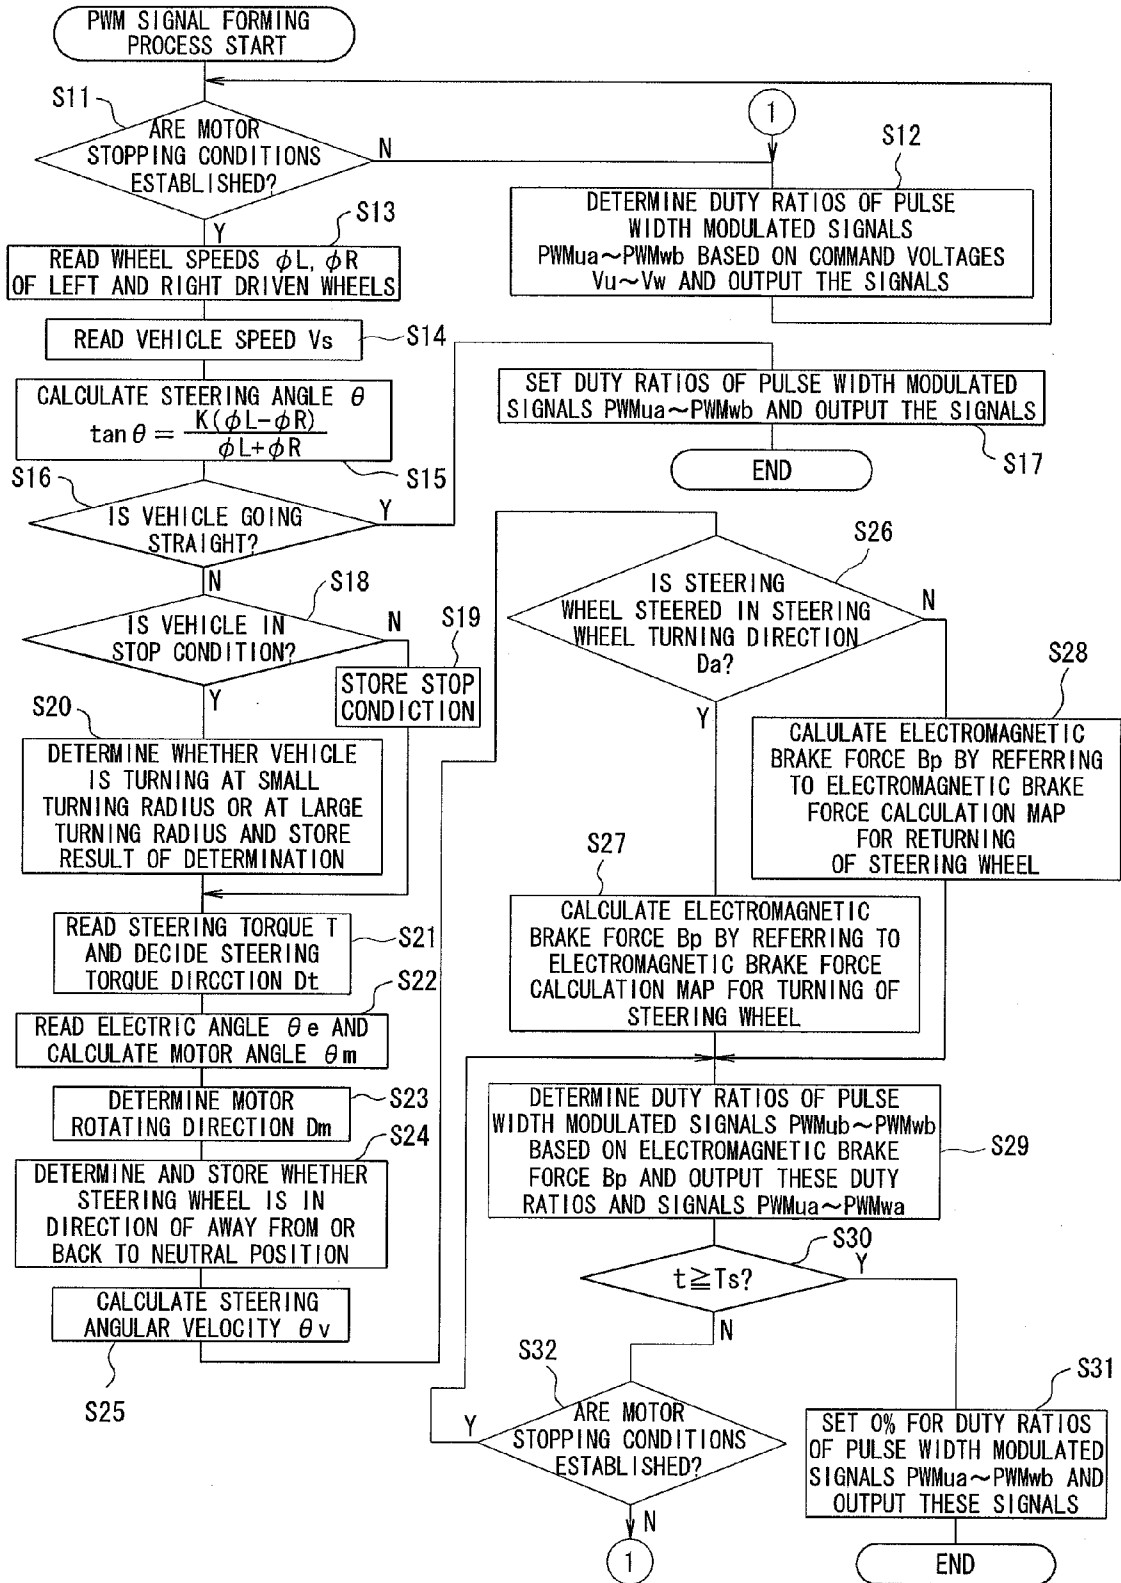 PWM SIGNAL FORMING
PROCESS START
S11
ARE MOTOR
STOPPING CONDITIONS
ESTABLISHED?
N
Y
1
S12
DETERMINE DUTY RATIOS OF PULSE
WIDTH MODULATED SIGNALS
PWMua~PWMwb BASED ON COMMAND VOLTAGES
Vu~Vw AND OUTPUT THE SIGNALS
S13
READ WHEEL SPEEDS φL, φR
OF LEFT AND RIGHT DRIVEN WHEELS
READ VEHICLE SPEED Vs
S14
CALCULATE STEERING ANGLE θ
tanθ = K(φL-φR) / φL+φR
S15
S16
IS VEHICLE GOING
STRAIGHT?
Y
N
SET DUTY RATIOS OF PULSE WIDTH MODULATED
SIGNALS PWMua~PWMwb AND OUTPUT THE SIGNALS
S17
END
S18
IS VEHICLE IN
STOP CONDITION?
N
Y
S19
STORE STOP
CONDICTION
S20
DETERMINE WHETHER VEHICLE
IS TURNING AT SMALL
TURNING RADIUS OR AT LARGE
TURNING RADIUS AND STORE
RESULT OF DETERMINATION
READ STEERING TORQUE T
AND DECIDE STEERING
TORQUE DIRCCTION Dt
S21
S22
READ ELECTRIC ANGLE θe AND
CALCULATE MOTOR ANGLE θm
DETERMINE MOTOR
ROTATING DIRECTION Dm
S23
S24
DETERMINE AND STORE WHETHER
STEERING WHEEL IS IN
DIRECTION OF AWAY FROM OR
BACK TO NEUTRAL POSITION
CALCULATE STEERING
ANGULAR VELOCITY θv
S25
S26
IS STEERING
WHEEL STEERED IN STEERING
WHEEL TURNING DIRECTION
Da?
N
Y
S28
CALULATE ELECTROMAGNETIC
BRAKE FORCE Bp BY REFERRING
TO ELECTROMAGNETIC BRAKE
FORCE CALCULATION MAP
FOR RETURNING
OF STEERING WHEEL
S27
CALCULATE ELECTROMAGNETIC
BRAKE FORCE Bp BY REFERRING TO
ELECTROMAGNETIC BRAKE FORCE
CALCULATION MAP FOR TURNING OF
STEERING WHEEL
DETERMINE DUTY RATIOS OF PULSE
WIDTH MODULATED SIGNALS PWMub~PWMwb
BASED ON ELECTROMAGNETIC BRAKE
FORCE Bp AND OUTPUT THESE DUTY
RATIOS AND SIGNALS PWMua~PWMwa
S29
S30
t≧Ts?
Y
N
S32
ARE MOTOR
STOPPING CONDITIONS
ESTABLISHED?
Y
N
1
S31
SET 0% FOR DUTY RATIOS
OF PULSE WIDTH MODULATED
SIGNALS PWMua~PWMwb AND
OUTPUT THESE SIGNALS
END